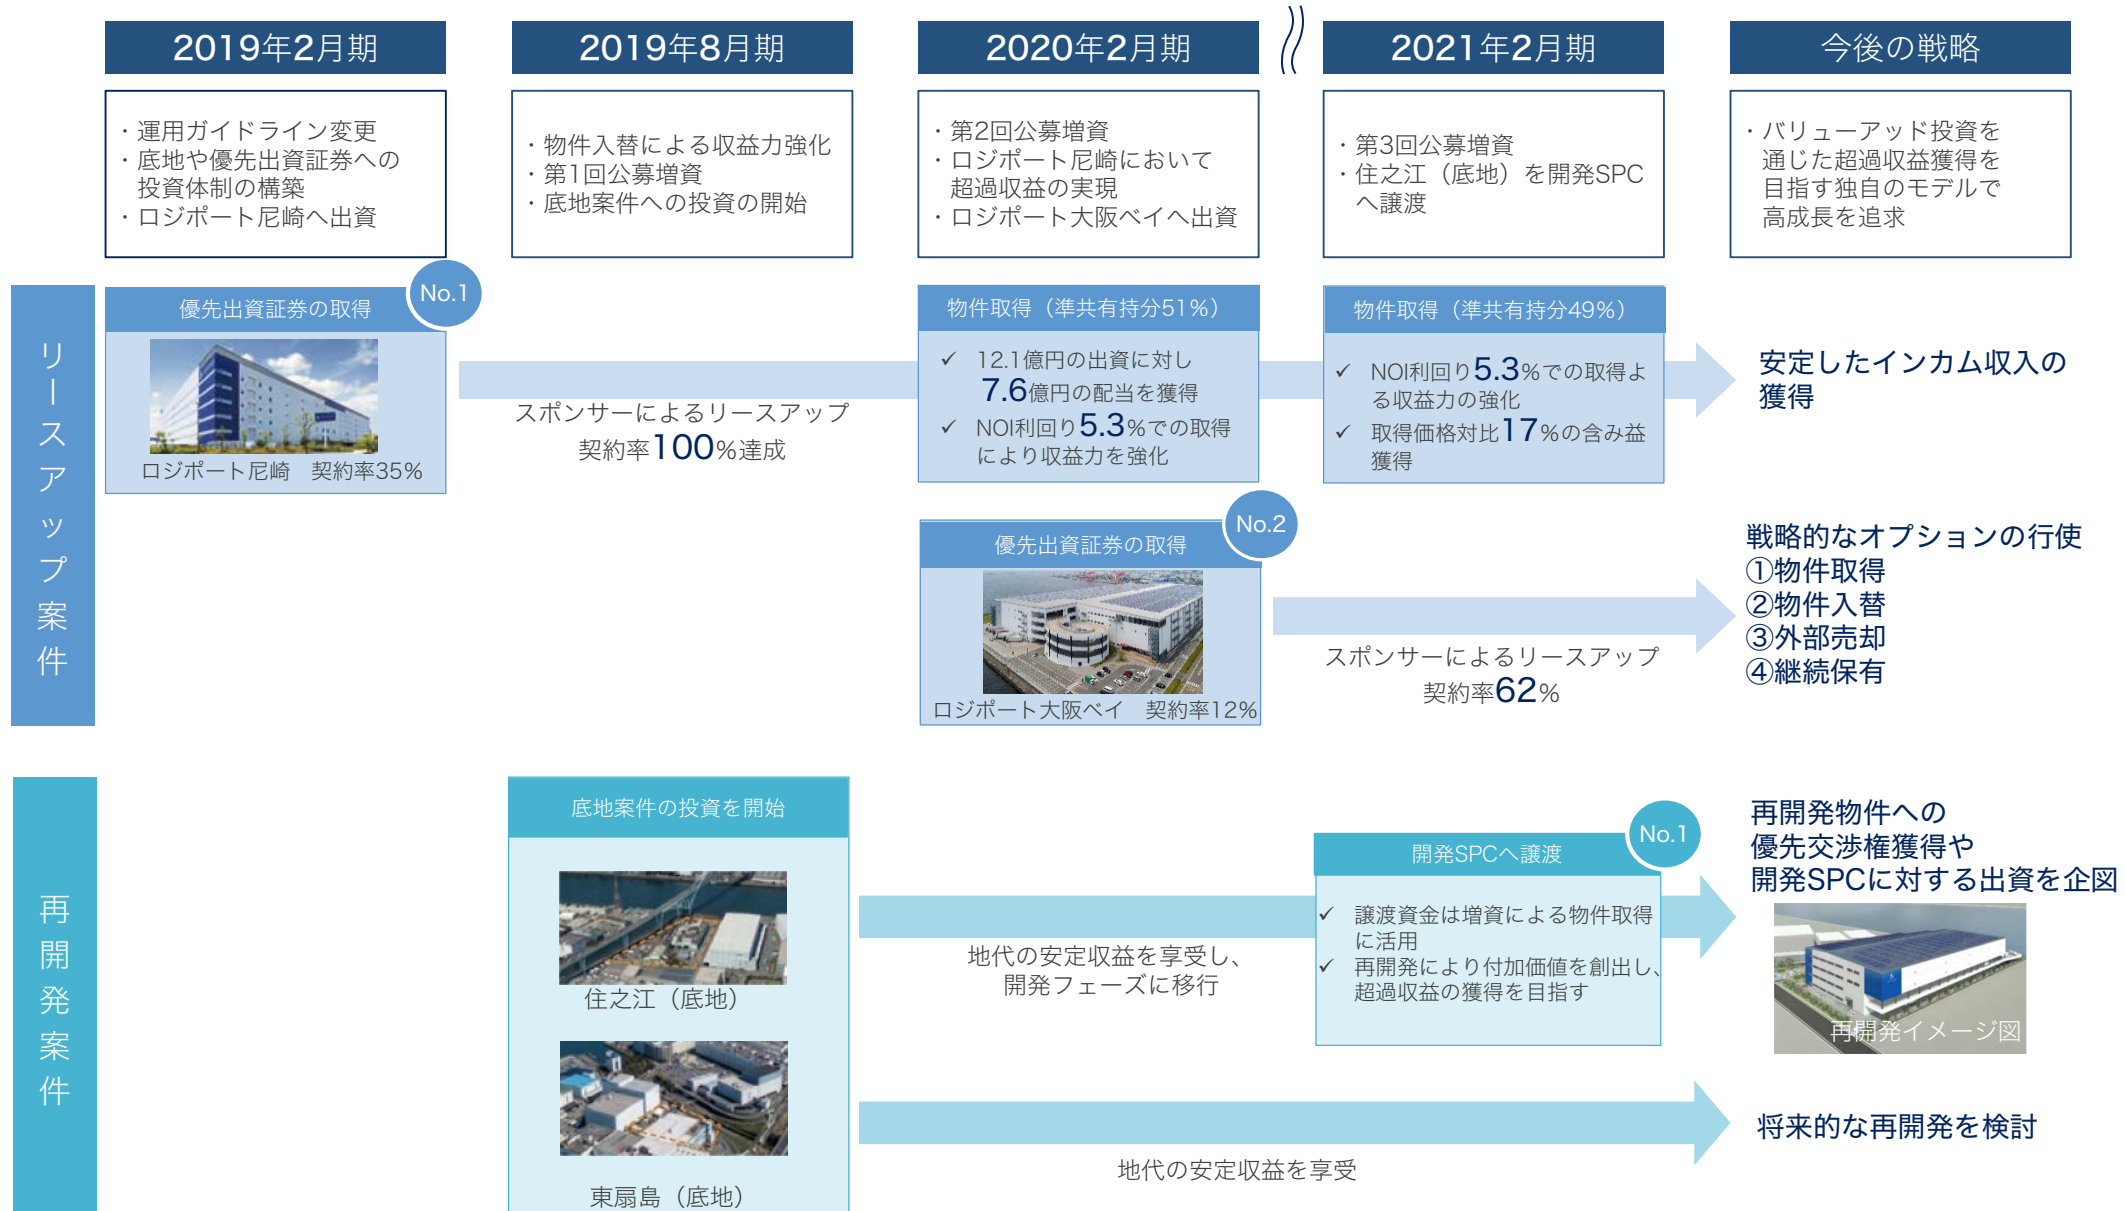 2019年2月期
2019年8月期
2020年2月期
2021年2月期
今後の戦略
・運用ガイドライン変更
・底地や優先出資証券への
投資体制の構築
・ロジポート尼崎へ出資
・物件入替による収益力強化
・第1回公募増資
・底地案件への投資の開始
・第2回公募増資
・ロジポート尼崎において
超過収益の実現
・ロジポート大阪ベイへ出資
・第3回公募増資
・住之江（底地）を開発SPC
へ譲渡
・バリューアッド投資を
通じた超過収益獲得を
目指す独自のモデルで
高成長を追求
リースアップ案件
優先出資証券の取得
No.1
ロジポート尼崎　契約率35%
スポンサーによるリースアップ
契約率100%達成
物件取得（準共有持分51%）
✓ 12.1億円の出資に対し
7.6億円の配当を獲得
✓ NOI利回り5.3%での取得
により収益力を強化
物件取得（準共有持分49%）
✓ NOI利回り5.3%での取得よ
る収益力の強化
✓ 取得価格対比17%の含み益
獲得
安定したインカム収入の
獲得
優先出資証券の取得
No.2
ロジポート大阪ベイ　契約率12%
スポンサーによるリースアップ
契約率62%
戦略的なオプションの行使
①物件取得
②物件入替
③外部売却
④継続保有
再開発案件
底地案件の投資を開始
住之江（底地）
東扇島（底地）
地代の安定収益を享受し、
開発フェーズに移行
開発SPCへ譲渡
No.1
✓ 譲渡資金は増資による物件取得
に活用
✓ 再開発により付加価値を創出し、
超過収益の獲得を目指す
再開発物件への
優先交渉権獲得や
開発SPCに対する出資を企図
再開発イメージ図
地代の安定収益を享受
将来的な再開発を検討